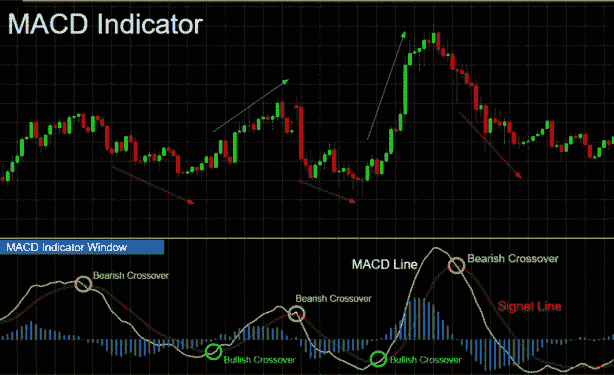 MACD Indicator
MACD Indicator Window
Bearish Crossover
MACD Line
Bearish Crossover
Bearish Crossover
Signal Line
Bullish Crossover
Bullish Crossover